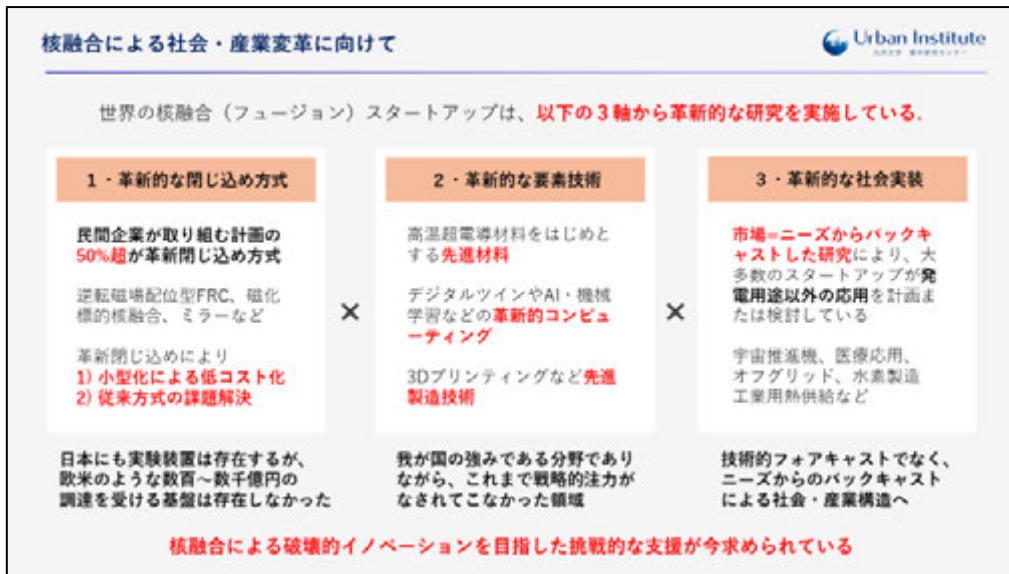 核融合による社会・産業変革に向けて
Urban Institute
九州大学 都市研究センター
世界の核融合（フュージョン）スタートアップは、以下の3軸から革新的な研究を実施している.
1・革新的な閉じ込め方式
民間企業が取り組む計画の
50%超が革新閉じ込め方式
逆転磁場配位型FRC、磁化
標的核融合、ミラーなど
革新閉じ込めにより
1) 小型化による低コスト化
2) 従来方式の課題解決
×
2・革新的な要素技術
高温超電導材料をはじめと
する先進材料
デジタルツインやAI・機械
学習などの革新的コンピュ
ーティング
3Dプリンティングなど先進
製造技術
×
3・革新的な社会実装
市場=ニーズからバックキ
ャストした研究により、大
多数のスタートアップが発
電用途以外の応用を計画ま
たは検討している
宇宙推進機、医療応用、
オフグリッド、水素製造
工業用熱供給など
日本にも実験装置は存在するが、
欧米のような数百～数千億円の
調達を受ける基盤は存在しなかった
我が国の強みである分野であり
ながら、これまで戦略的注力が
なされてこなかった領域
技術的フォアキャストでなく、
ニーズからのバックキャスト
による社会・産業構造へ
核融合による破壊的イノベーションを目指した挑戦的な支援が今求められている